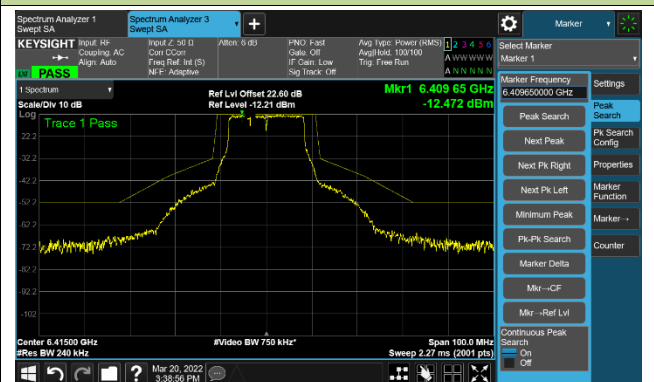 Spectrum Analyzer 1
Swept SA
Spectrum Analyzer 3
Swept SA
Marker
KEYSIGHT
Input: RF
Coupling: AC
Align: Auto
Input Z: 50 Ω
Corr CCorr
Freq Ref: Int (S)
NFE: Adaptive
Atten: 6 dB
PNO: Fast
Gate: Off
IF Gain: Low
Sig Track: Off
Avg Type: Power (RMS)
Avg|Hold: 100/100
Trig: Free Run
1 2 3 4 5 6
A W W W W W
A N N N N N
LXI PASS
Select Marker
Marker 1
1 Spectrum
Scale/Div 10 dB
Ref Lvl Offset 22.60 dB
Ref Level -12.21 dBm
Mkr1 6.409 65 GHz
-12.472 dBm
Log
Trace 1 Pass
1
-22.2
-32.2
-42.2
-52.2
-62.2
-72.2
-82.2
-92.2
-102
Center 6.41500 GHz
#Res BW 240 kHz
#Video BW 750 kHz*
Span 100.0 MHz
Sweep 2.27 ms (2001 pts)
Marker Frequency
6.409650000 GHz
Peak Search
Next Peak
Next Pk Right
Next Pk Left
Minimum Peak
Pk-Pk Search
Marker Delta
Mkr→CF
Mkr→Ref Lvl
Continuous Peak
Search
On
Off
Settings
Peak
Search
Pk Search
Config
Properties
Marker
Function
Marker→
Counter
?
Mar 20, 2022
3:38:56 PM